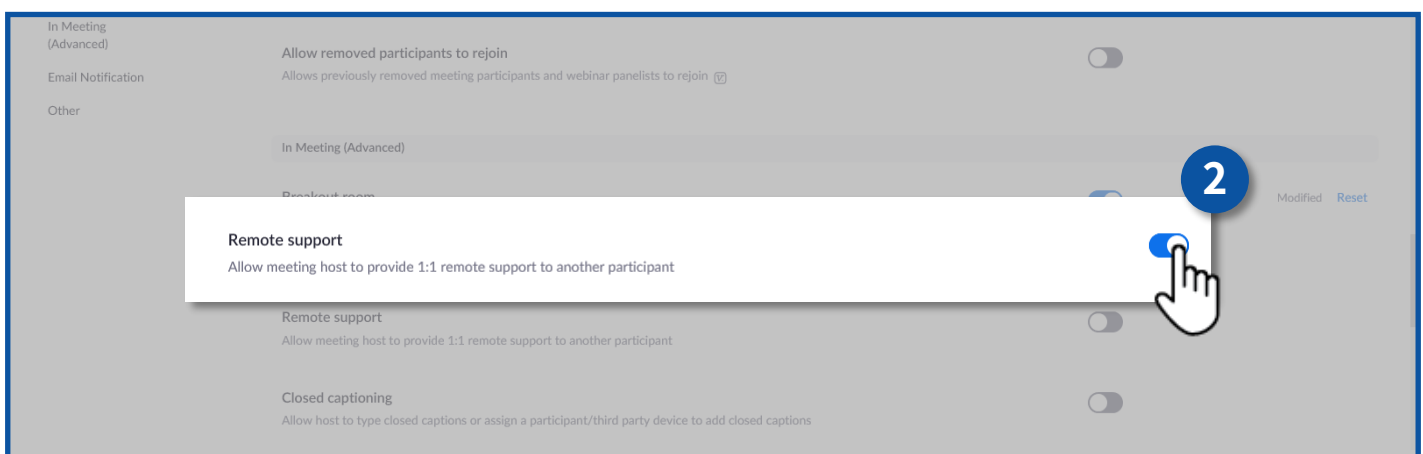 In Meeting
(Advanced)
Email Notification
Other
Allow removed participants to rejoin
Allows previously removed meeting participants and webinar panelists to rejoin
In Meeting (Advanced)
Breakout room
Modified Reset
2
Remote support
Allow meeting host to provide 1:1 remote support to another participant
Remote support
Allow meeting host to provide 1:1 remote support to another participant
Closed captioning
Allow host to type closed captions or assign a participant/third party device to add closed captions